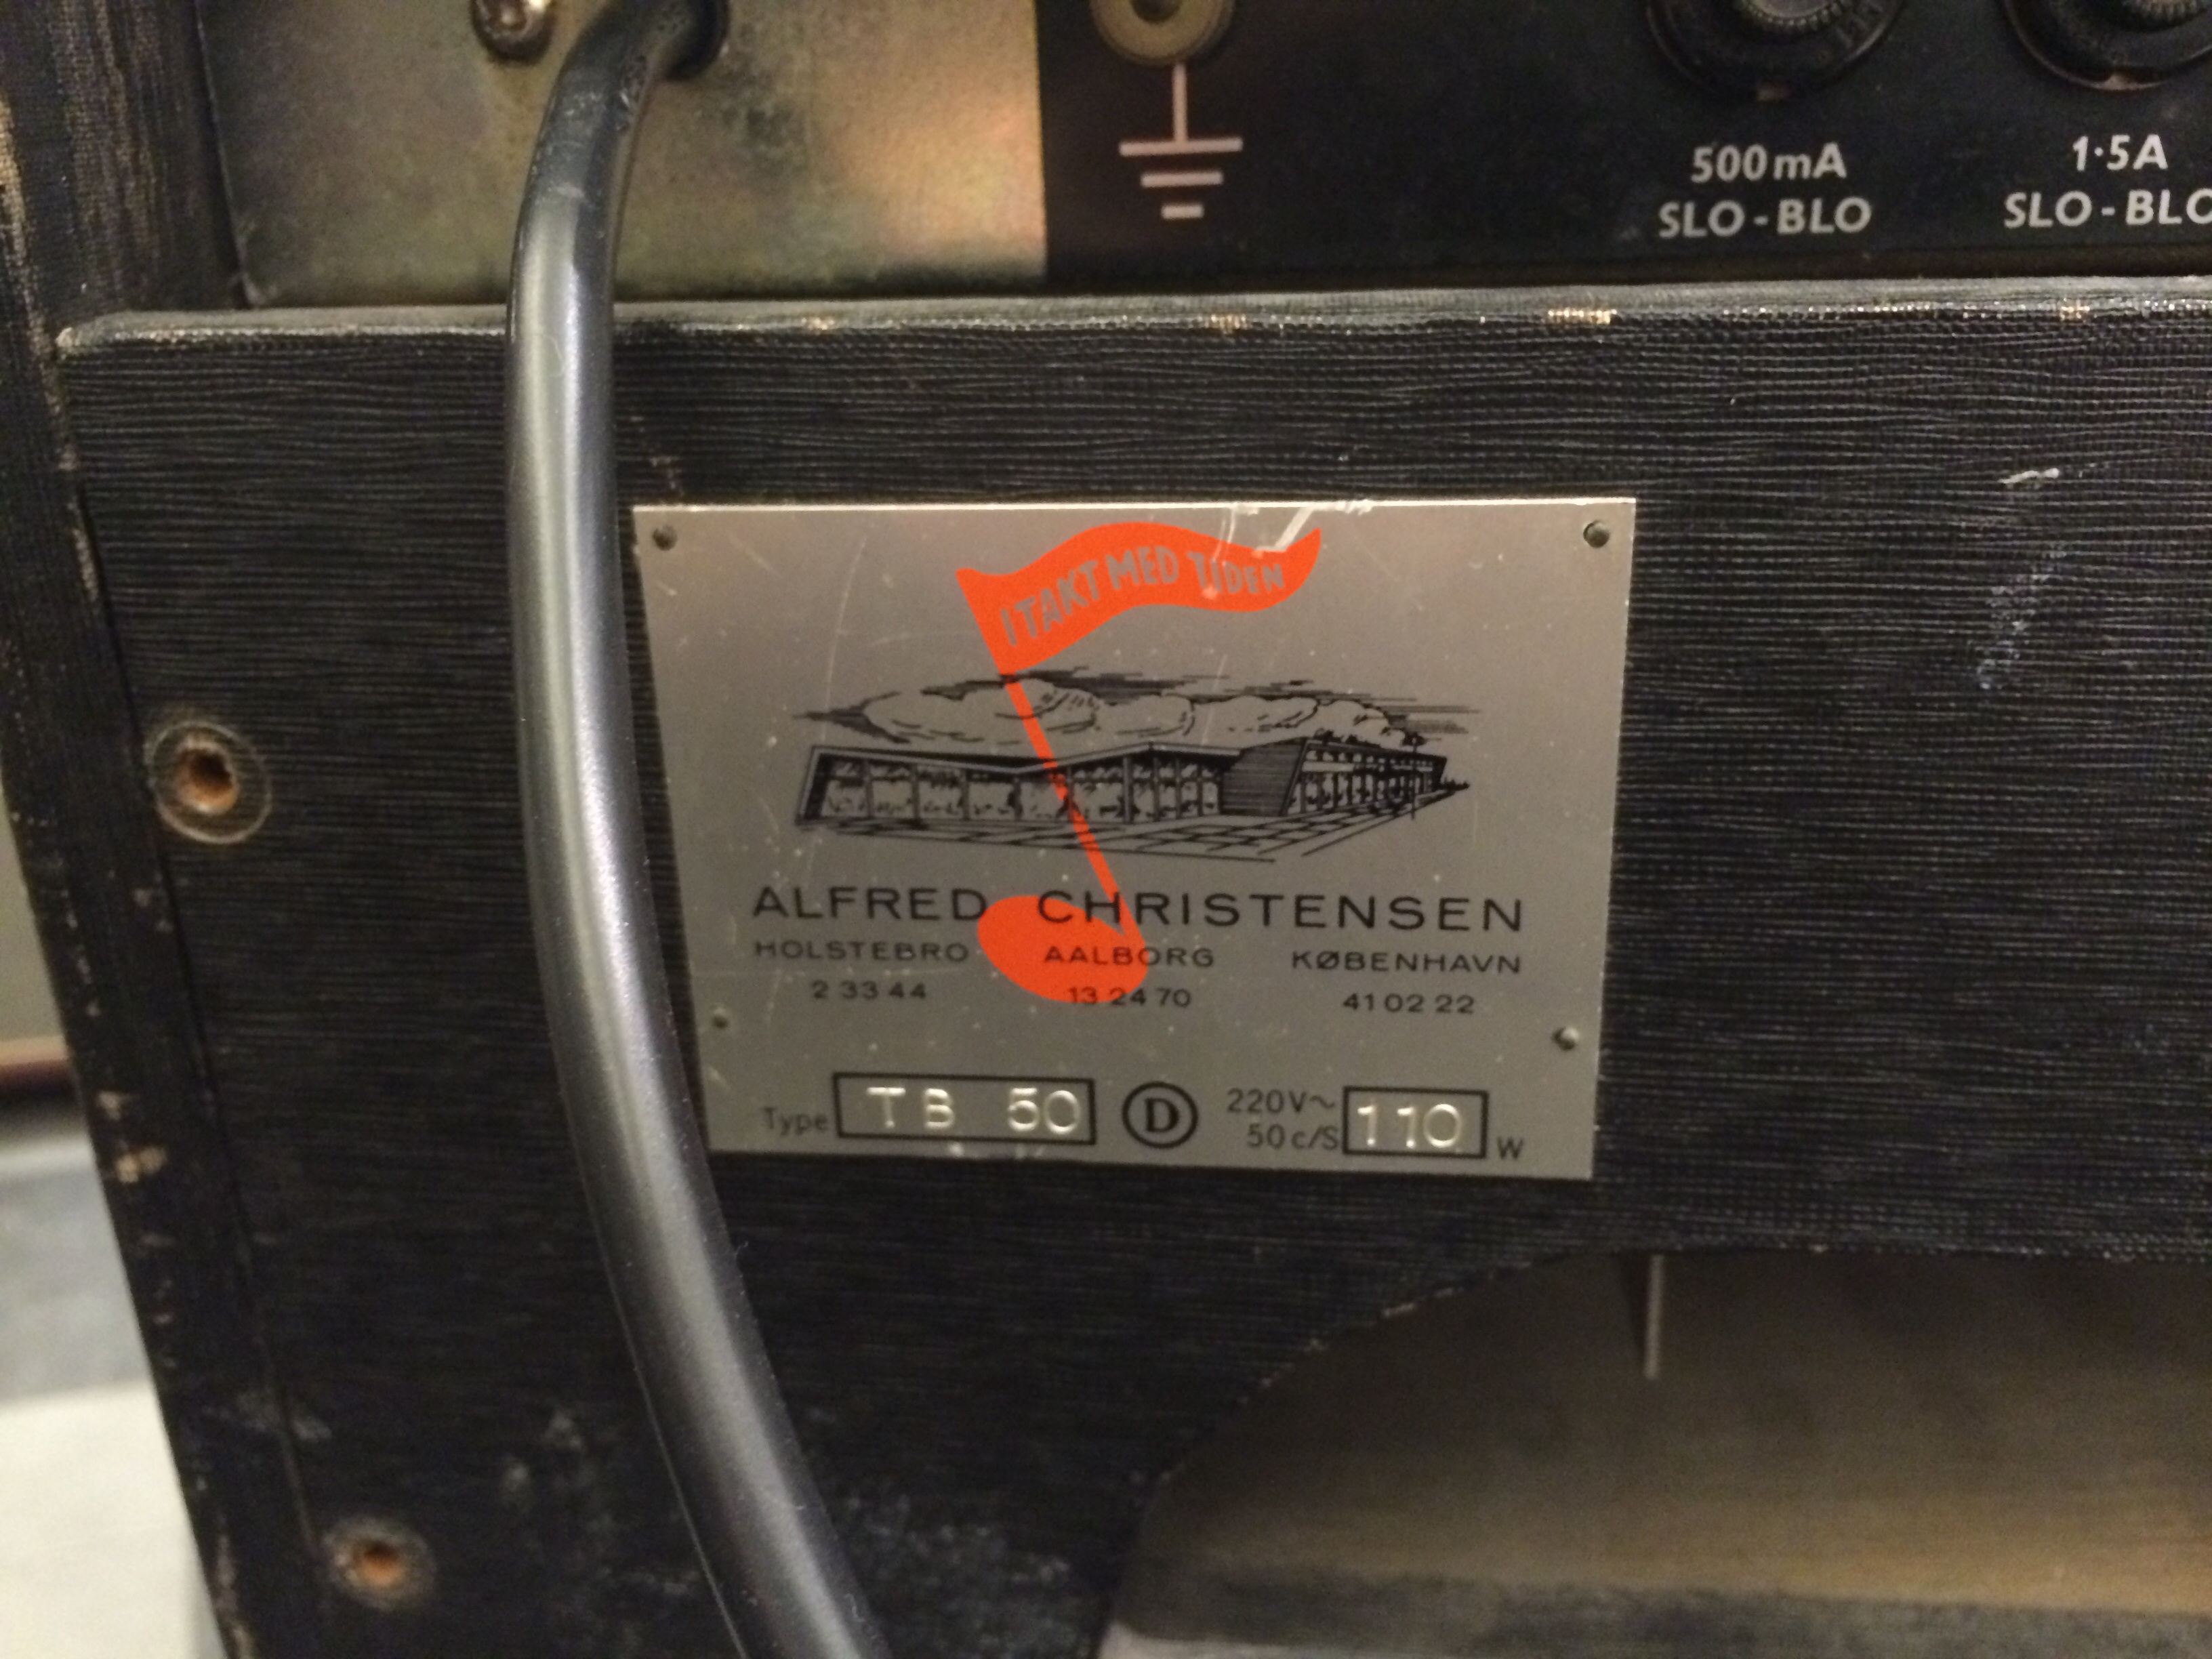 500mA
SLO-BLO
1·5A
SLO-BLO
I TAKT MED TIDEN
ALFRED CHRISTENSEN
HOLSTEBRO AALBORG KØBENHAVN
2 33 44 13 24 70 41 02 22
Type TB 50 D 220V~ 50 c/S 110 W